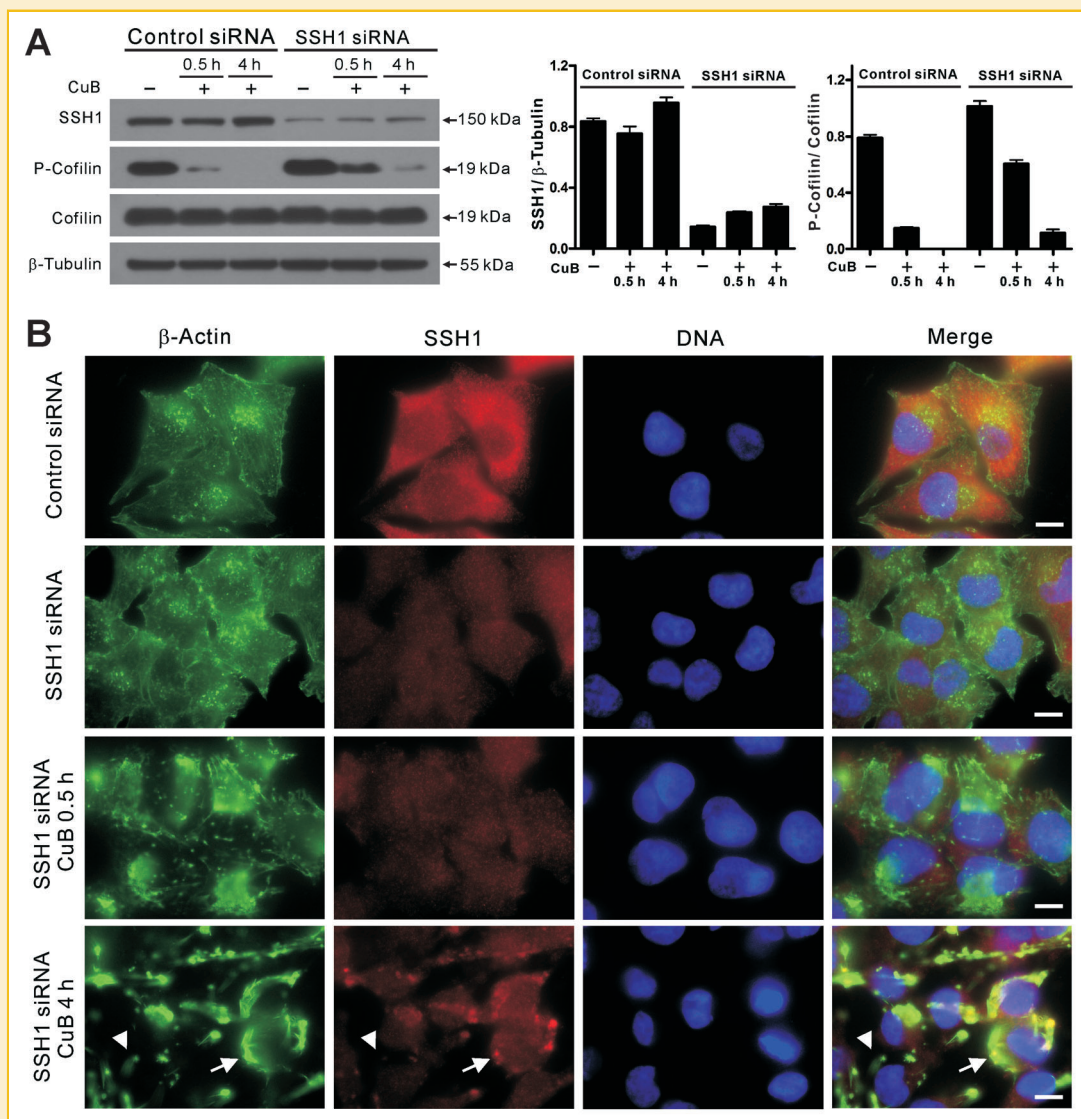 A
Control siRNA SSH1 siRNA
0.5 h 4 h 0.5 h 4 h
CuB − + + − + +
SSH1 ←150 kDa
P-Cofilin ←19 kDa
Cofilin ←19 kDa
β-Tubulin ←55 kDa
Control siRNA SSH1 siRNA
SSH1/ β-Tubulin
1.2
0.8
0.4
0.0
CuB − + + − + +
0.5 h 4 h 0.5 h 4 h
Control siRNA SSH1 siRNA
P-Cofilin/ Cofilin
1.2
0.8
0.4
0.0
CuB − + + − + +
0.5 h 4 h 0.5 h 4 h
B
β-Actin SSH1 DNA Merge
Control siRNA
SSH1 siRNA
SSH1 siRNA
CuB 0.5 h
SSH1 siRNA
CuB 4 h